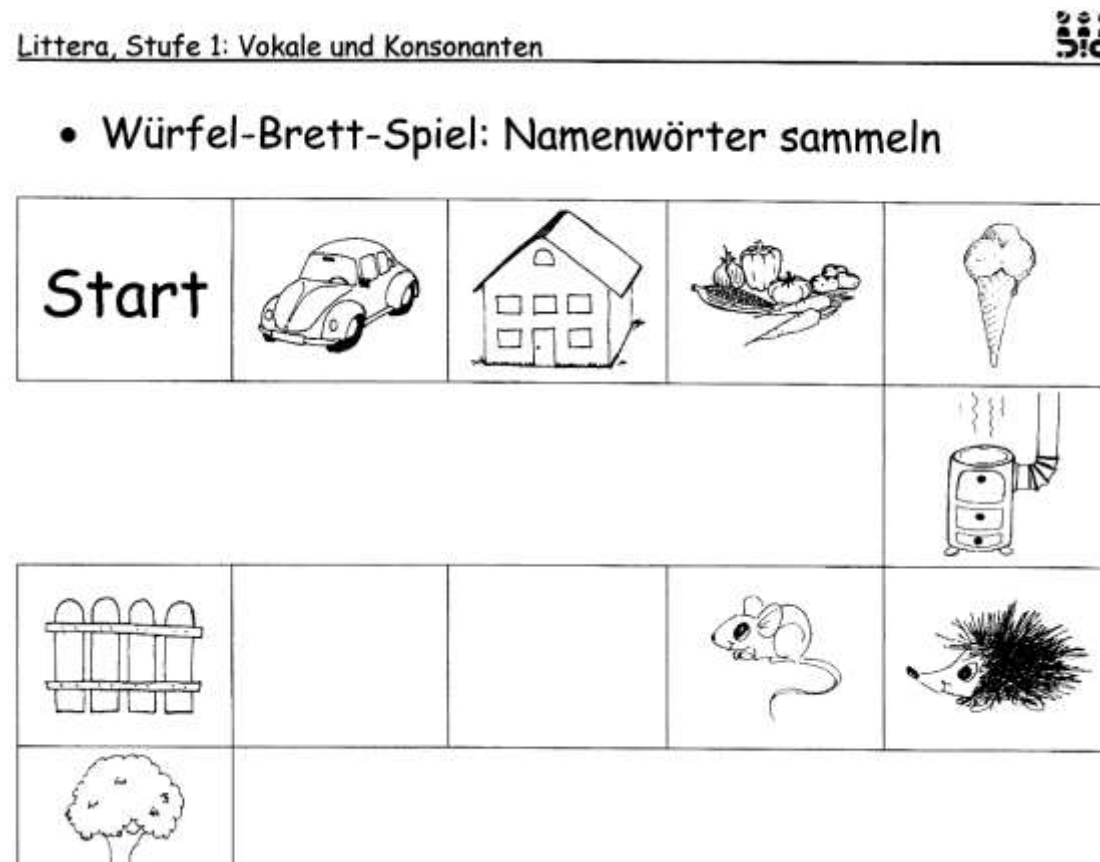 Littera, Stufe 1: Vokale und Konsonanten
• Würfel-Brett-Spiel: Namenwörter sammeln
Start